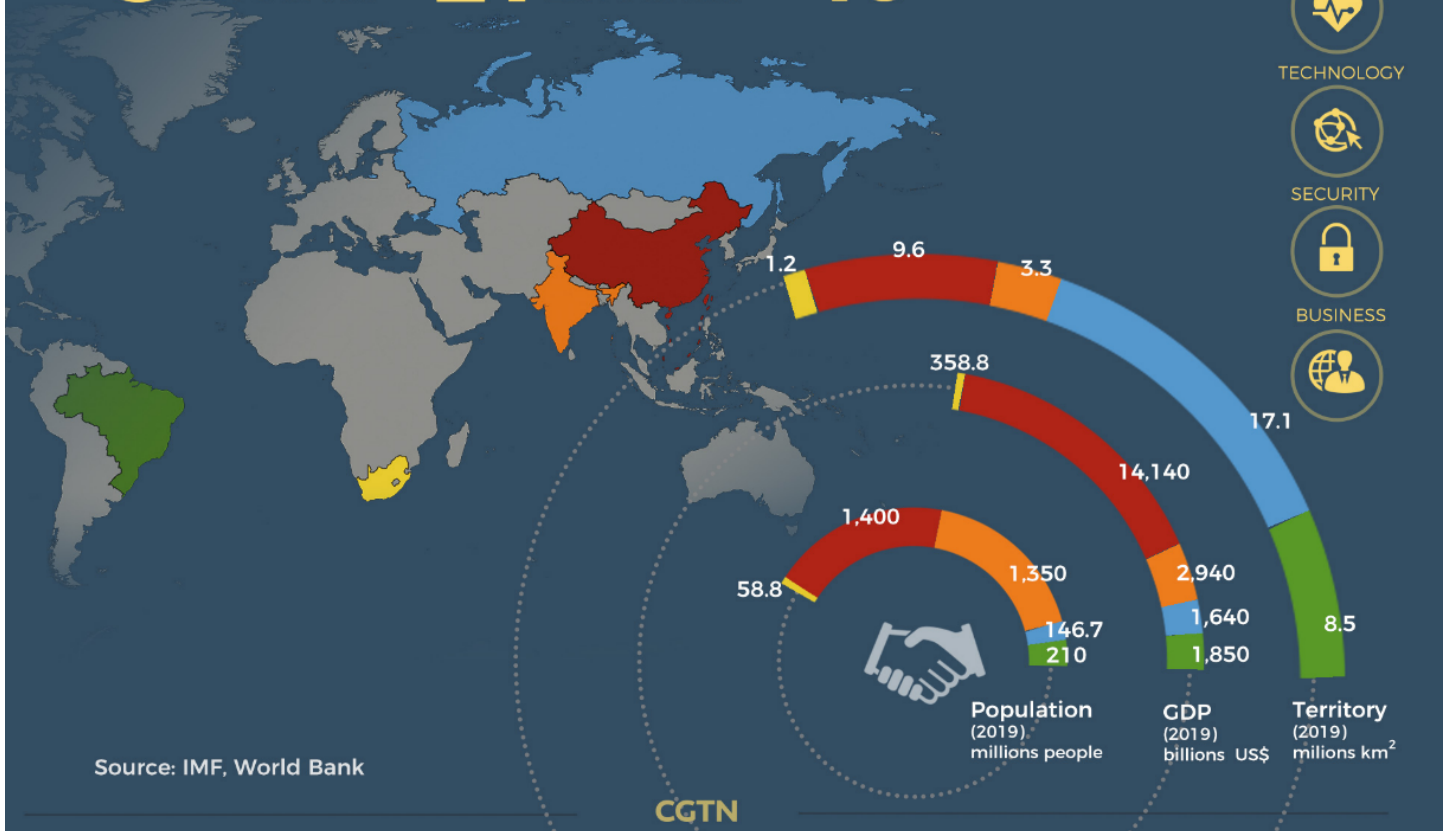 TECHNOLOGY
SECURITY
BUSINESS
1.2
9.6
3.3
17.1
8.5
358.8
14,140
2,940
1,640
1,850
58.8
1,400
1,350
146.7
210
Population
(2019)
millions people
GDP
(2019)
billions US$
Territory
(2019)
milions km²
Source: IMF, World Bank
CGTN